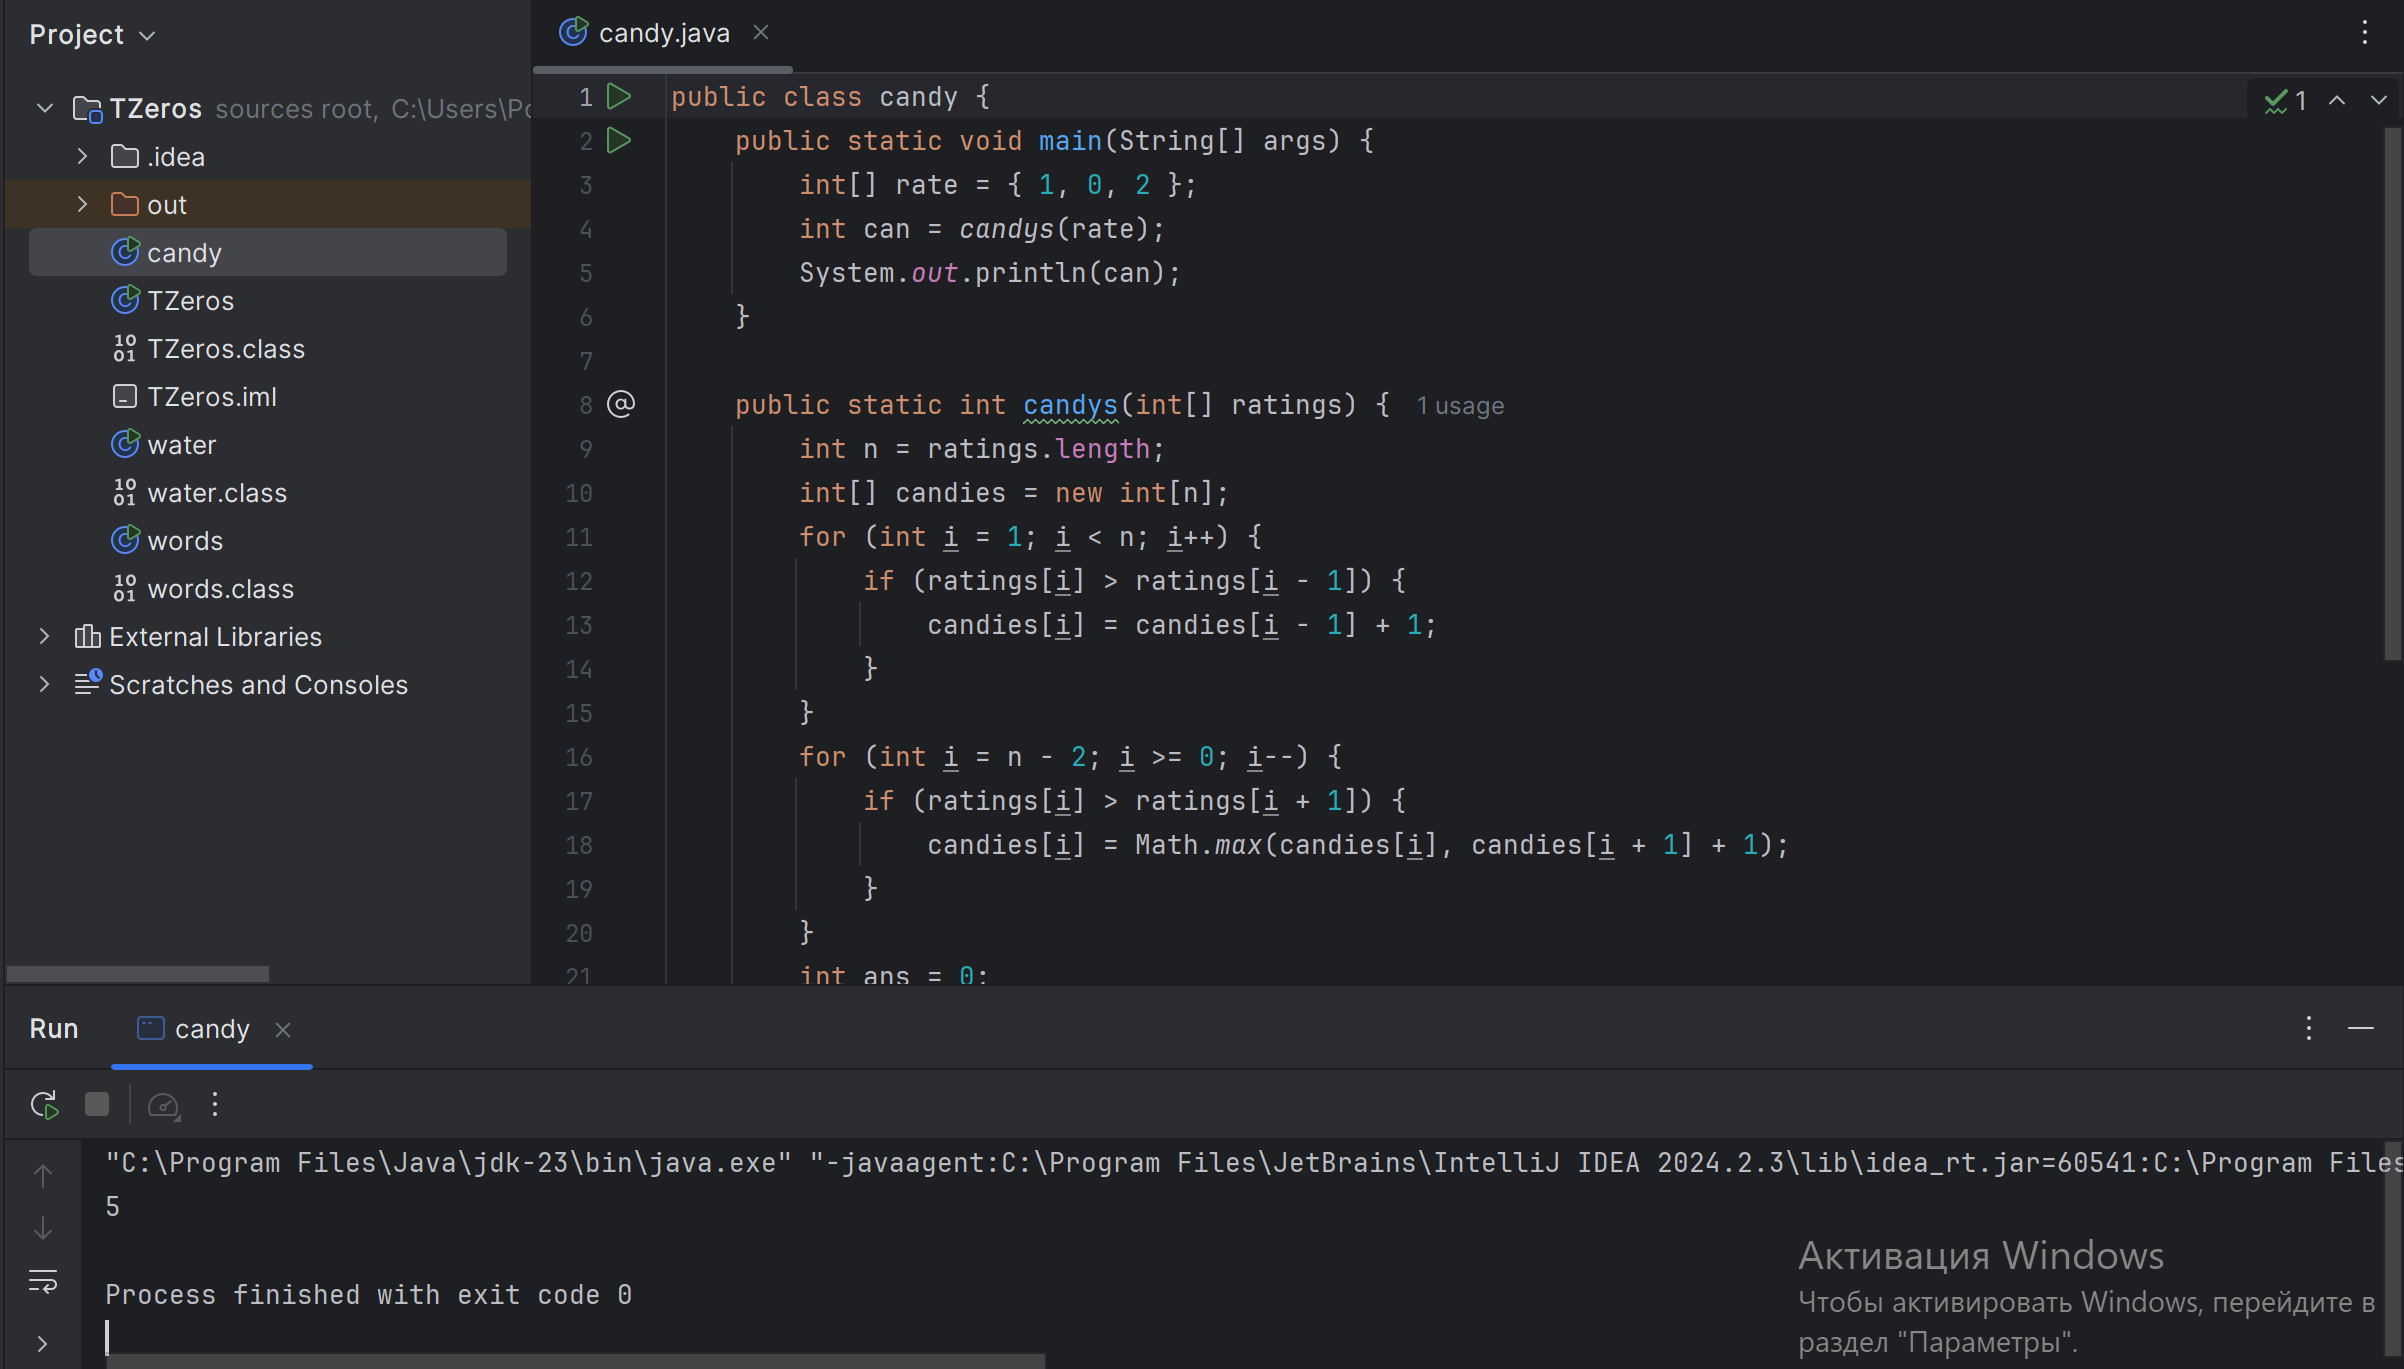 Project
TZeros sources root, C:\Users\Po
.idea
out
candy
TZeros
TZeros.class
TZeros.iml
water
water.class
words
words.class
External Libraries
Scratches and Consoles
candy.java
1
1 public class candy {
2     public static void main(String[] args) {
3         int[] rate = { 1, 0, 2 };
4         int can = candys(rate);
5         System.out.println(can);
6     }
7
8     public static int candys(int[] ratings) { 1 usage
9         int n = ratings.length;
10         int[] candies = new int[n];
11         for (int i = 1; i < n; i++) {
12             if (ratings[i] > ratings[i - 1]) {
13                 candies[i] = candies[i - 1] + 1;
14             }
15         }
16         for (int i = n - 2; i >= 0; i--) {
17             if (ratings[i] > ratings[i + 1]) {
18                 candies[i] = Math.max(candies[i], candies[i + 1] + 1);
19             }
20         }
21         int ans = 0;
Run candy
"C:\Program Files\Java\jdk-23\bin\java.exe" "-javaagent:C:\Program Files\JetBrains\IntelliJ IDEA 2024.2.3\lib\idea_rt.jar=60541:C:\Program Files
5
Process finished with exit code 0
Активация Windows
Чтобы активировать Windows, перейдите в
раздел "Параметры".